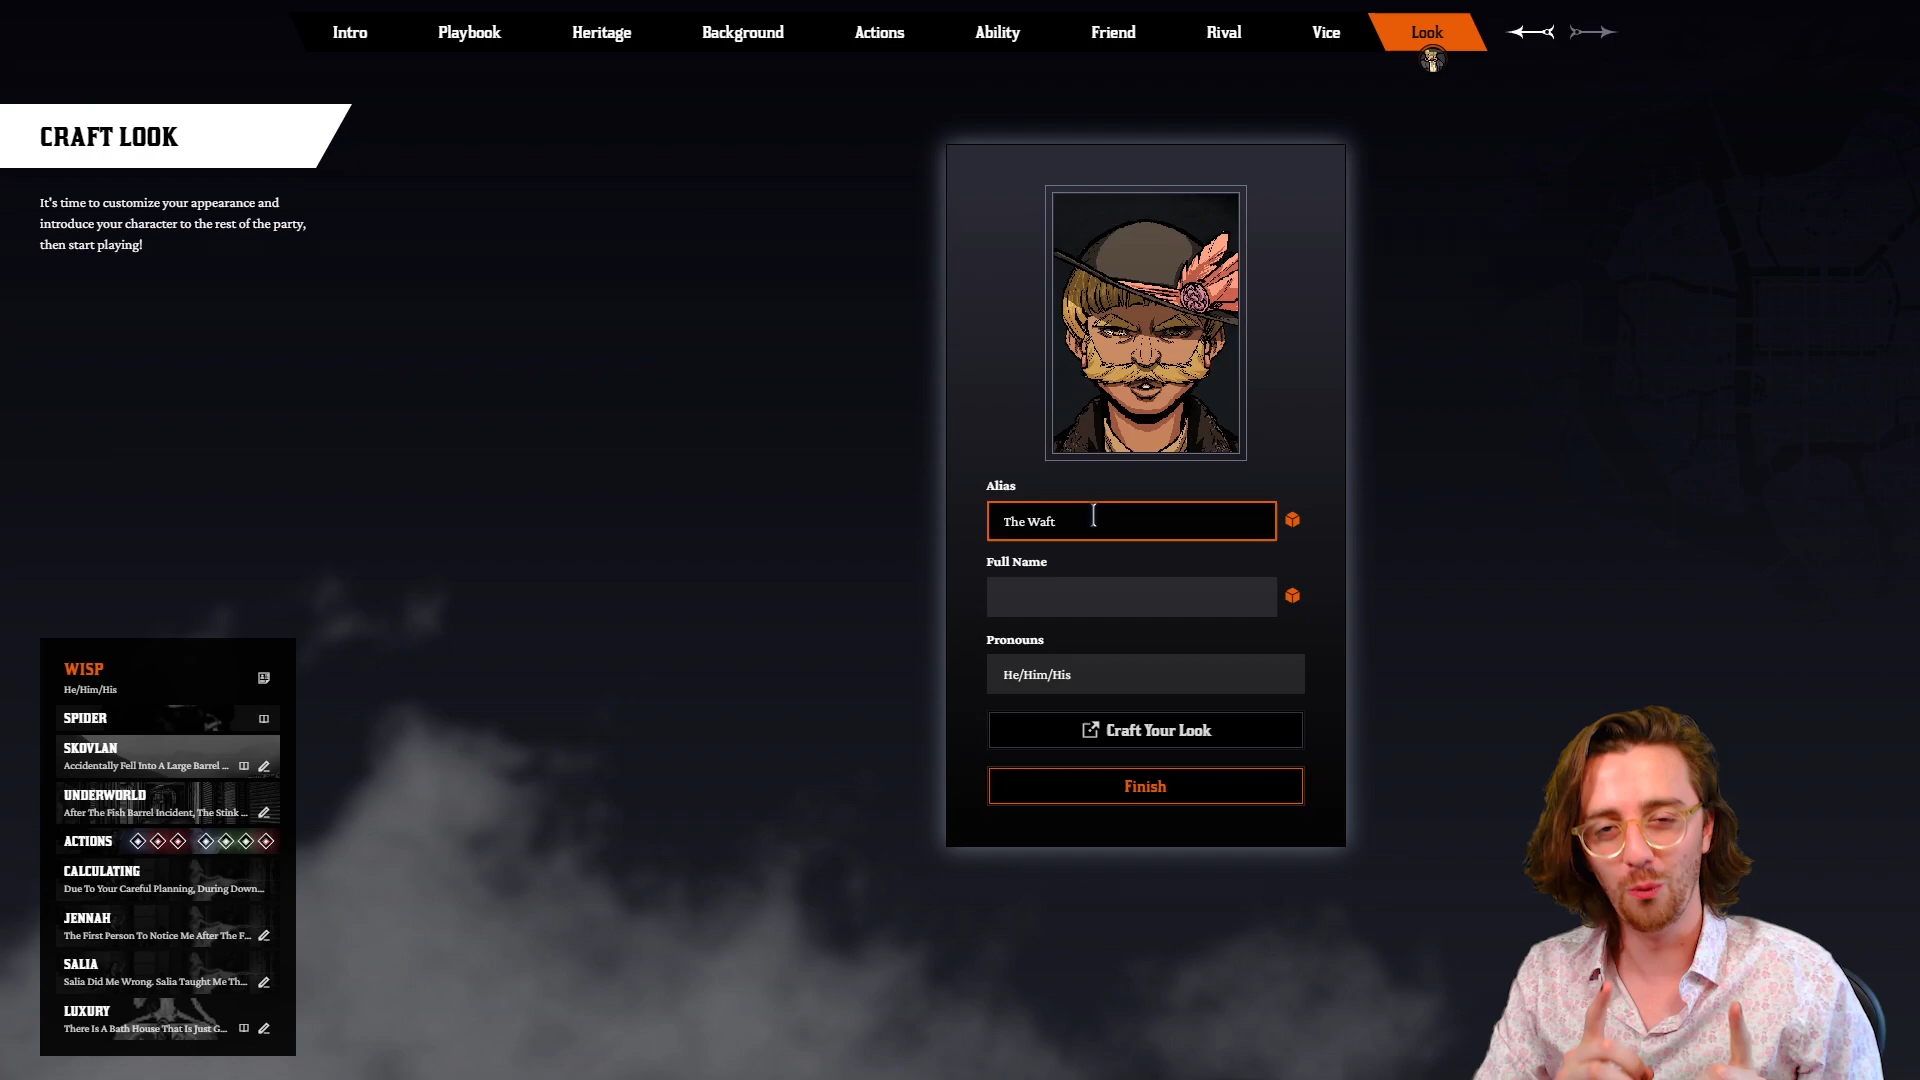 Intro Playbook Heritage Background Actions Ability Friend Rival Vice Look
CRAFT LOOK
It's time to customize your appearance and
introduce your character to the rest of the party,
then start playing!
Alias
The Waft
Full Name
Pronouns
He/Him/His
Craft Your Look
Finish
WISP
He/Him/His
SPIDER
SKOVLAN
Accidentally Fell Into A Large Barrel ...
UNDERWORLD
After The Fish Barrel Incident, The Stink ...
ACTIONS
CALCULATING
Due To Your Careful Planning, During Down...
JENNAH
The First Person To Notice Me After The F...
SALIA
Salia Did Me Wrong. Salia Taught Me Th...
LUXURY
There Is A Bath House That Is Just G...